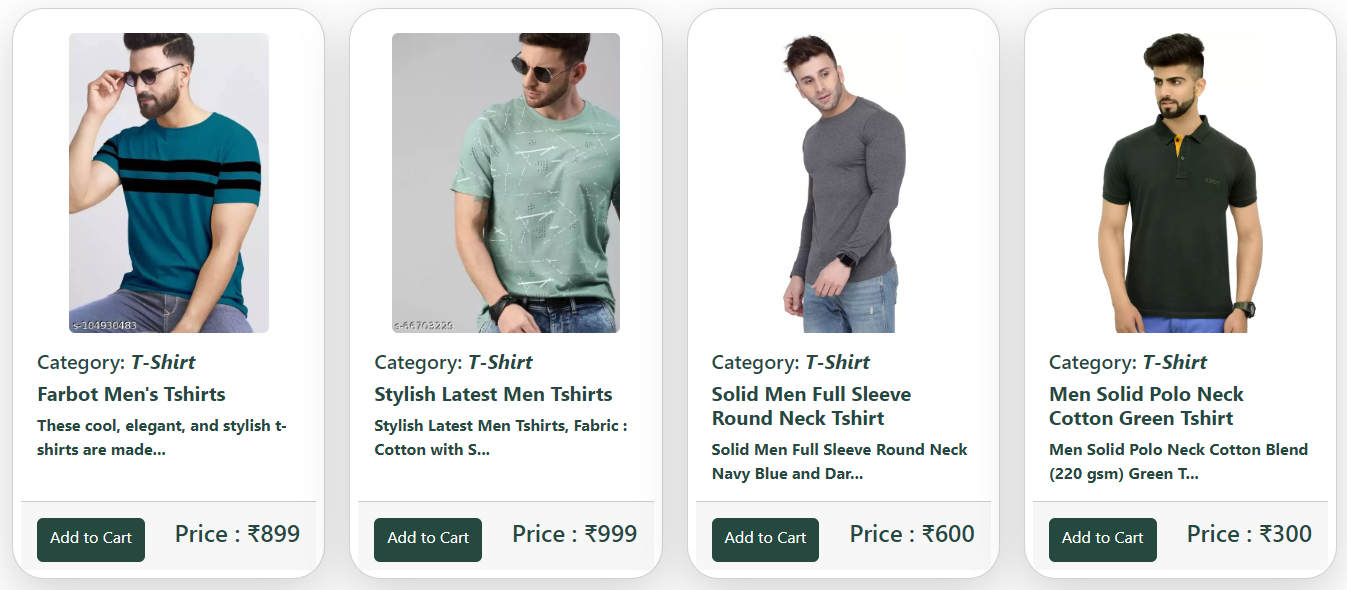 s-104930483
Category: T-Shirt
Farbot Men's Tshirts
These cool, elegant, and stylish t-
shirts are made...
Add to Cart
Price : ₹899
s-66703229
Category: T-Shirt
Stylish Latest Men Tshirts
Stylish Latest Men Tshirts, Fabric :
Cotton with S...
Add to Cart
Price : ₹999
Category: T-Shirt
Solid Men Full Sleeve
Round Neck Tshirt
Solid Men Full Sleeve Round Neck
Navy Blue and Dar...
Add to Cart
Price : ₹600
Category: T-Shirt
Men Solid Polo Neck
Cotton Green Tshirt
Men Solid Polo Neck Cotton Blend
(220 gsm) Green T...
Add to Cart
Price : ₹300